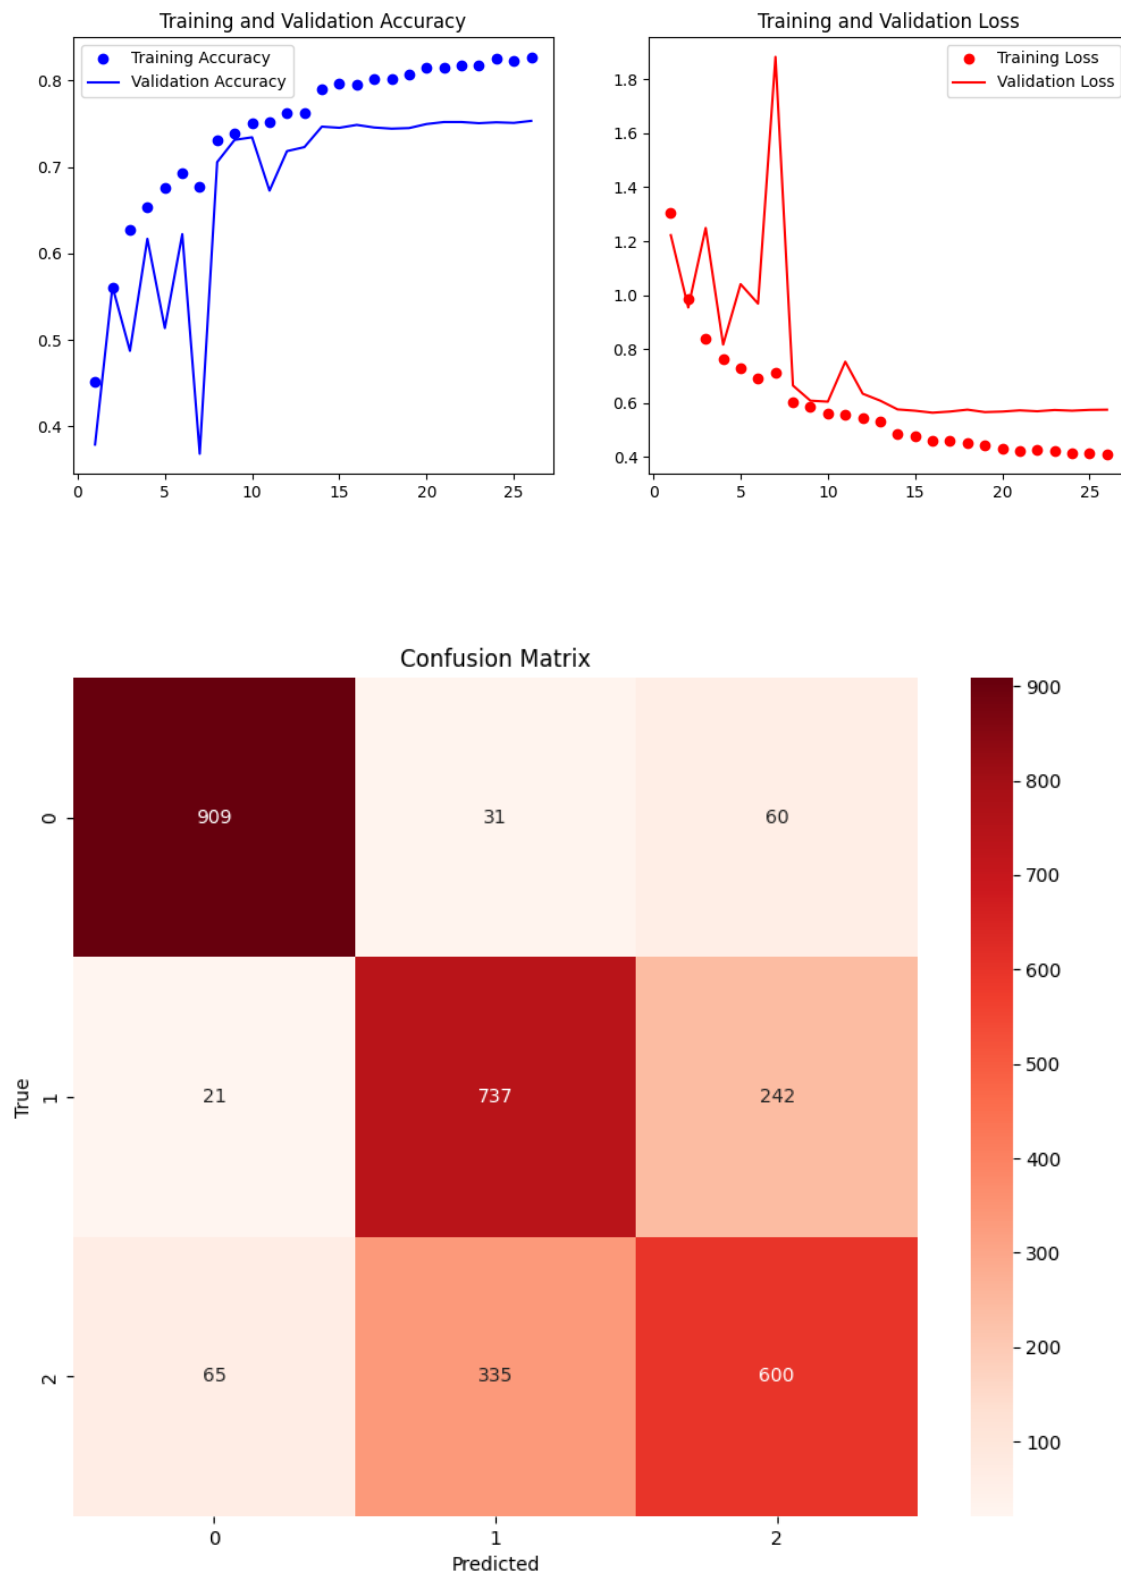 Training and Validation Accuracy
Training Accuracy
Validation Accuracy
0.8
0.7
0.6
0.5
0.4
0 5 10 15 20 25
Training and Validation Loss
Training Loss
Validation Loss
1.8
1.6
1.4
1.2
1.0
0.8
0.6
0.4
0 5 10 15 20 25
Confusion Matrix
True
0
909 31 60
1
21 737 242
2
65 335 600
0 1 2
Predicted
900
800
700
600
500
400
300
200
100